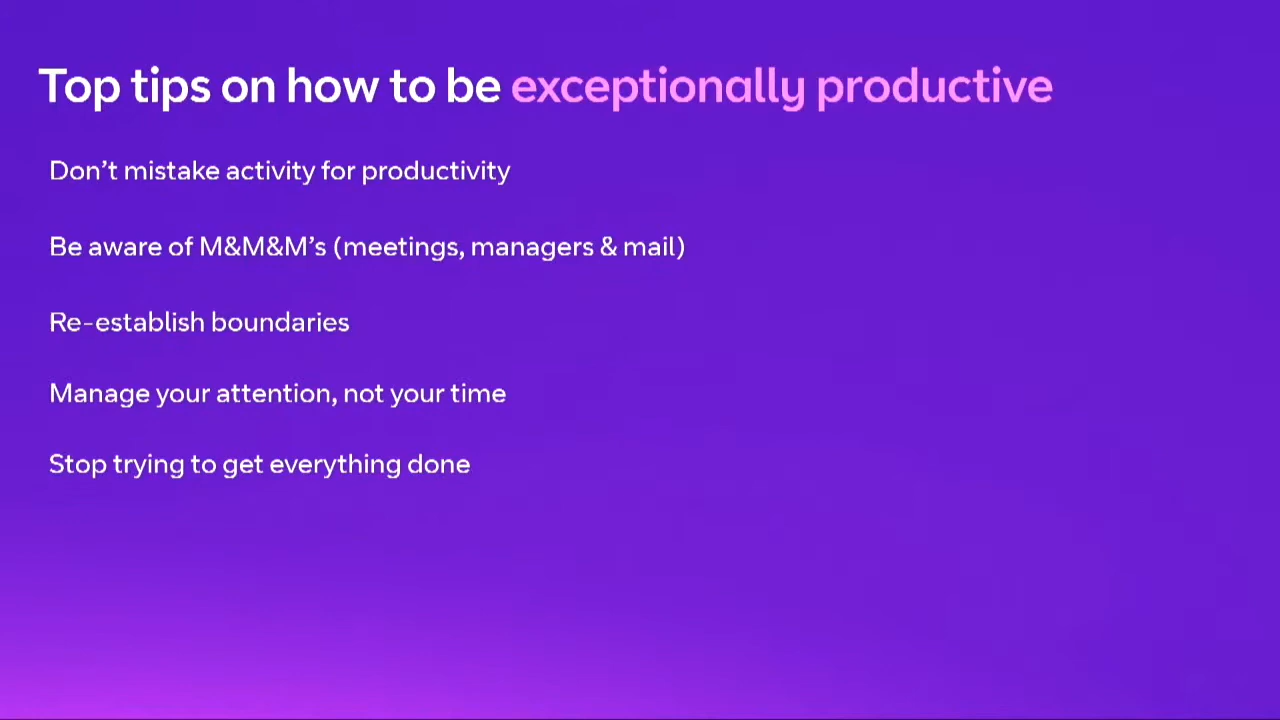 Top tips on how to be exceptionally productive
Don’t mistake activity for productivity
Be aware of M&M&M’s (meetings, managers & mail)
Re-establish boundaries
Manage your attention, not your time
Stop trying to get everything done